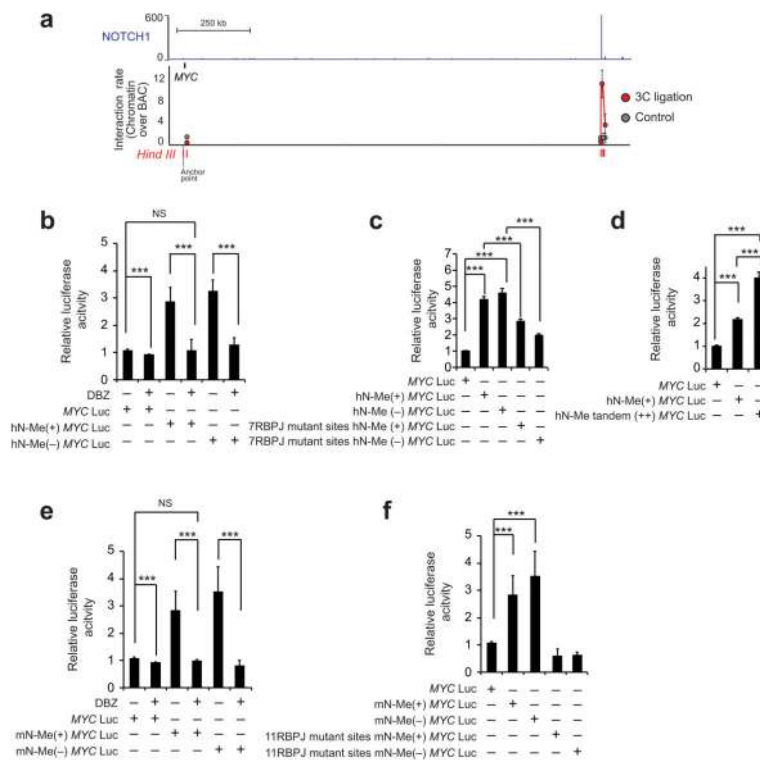 a
600
NOTCH1
0
250 kb
MYC
Interaction rate
(Chromatin
over BAC)
12
8
4
0
3C ligation
Control
Hind III
Anchor
point
b
NS
***
***
***
Relative luciferase
acitvity
5
4
3
2
1
0
DBZ – + – + – +
MYC Luc + + – – – –
hN-Me(+) MYC Luc – – + + – –
hN-Me(–) MYC Luc – – – – + +
c
***
***
***
***
Relative luciferase
acitvity
7
6
5
4
3
2
1
0
MYC Luc + – – – –
hN-Me(+) MYC Luc – + – – –
hN-Me (–) MYC Luc – – + – –
7RBPJ mutant sites hN-Me (+) MYC Luc – – – + –
7RBPJ mutant sites hN-Me (–) MYC Luc – – – – +
d
***
***
***
Relative luciferase
acitvity
4
3
2
1
0
MYC Luc + – –
hN-Me(+) MYC Luc – + –
hN-Me tandem (++) MYC Luc – – +
e
NS
***
***
***
Relative luciferase
acitvity
5
4
3
2
1
0
DBZ – + – + – +
MYC Luc + + – – – –
mN-Me(+) MYC Luc – – + + – –
mN-Me(–) MYC Luc – – – – + +
f
***
***
Relative luciferase
acitvity
5
4
3
2
1
0
MYC Luc + – – – –
mN-Me(+) MYC Luc – + – – –
mN-Me(–) MYC Luc – – + – –
11RBPJ mutant sites mN-Me(+) MYC Luc – – – + –
11RBPJ mutant sites mN-Me(–) MYC Luc – – – – +